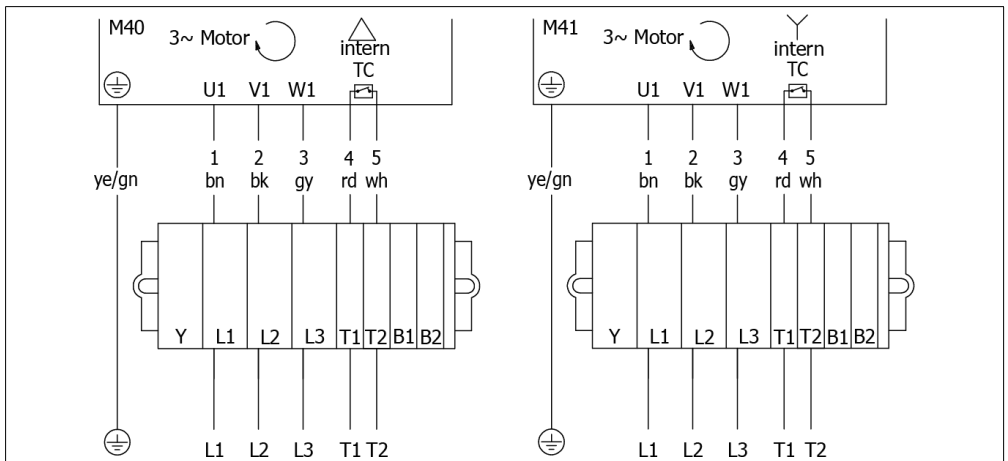 M40
3~ Motor
intern
TC
U1 V1 W1
1 2 3 4 5
ye/gn bn bk gy rd wh
Y L1 L2 L3 T1 T2 B1 B2
L1 L2 L3 T1 T2
M41
3~ Motor
intern
TC
U1 V1 W1
1 2 3 4 5
ye/gn bn bk gy rd wh
Y L1 L2 L3 T1 T2 B1 B2
L1 L2 L3 T1 T2